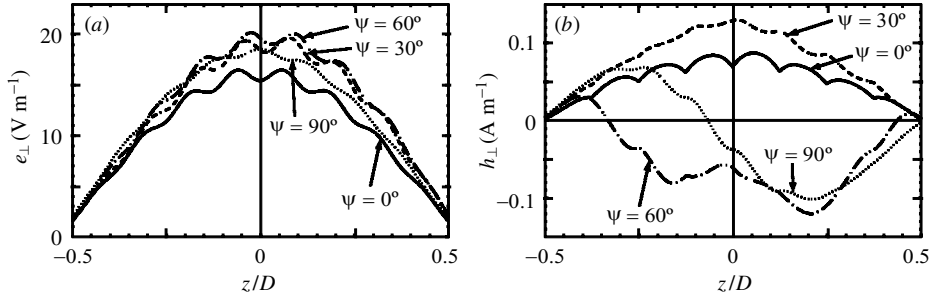 (a)
ψ = 60º
ψ = 30º
ψ = 90º
ψ = 0º
e⊥ (V m⁻¹)
20
10
0
−0.5
0
0.5
z/D
(b)
ψ = 30º
ψ = 0º
ψ = 90º
ψ = 60º
h⊥ (A m⁻¹)
0.1
0
−0.1
−0.5
0
0.5
z/D